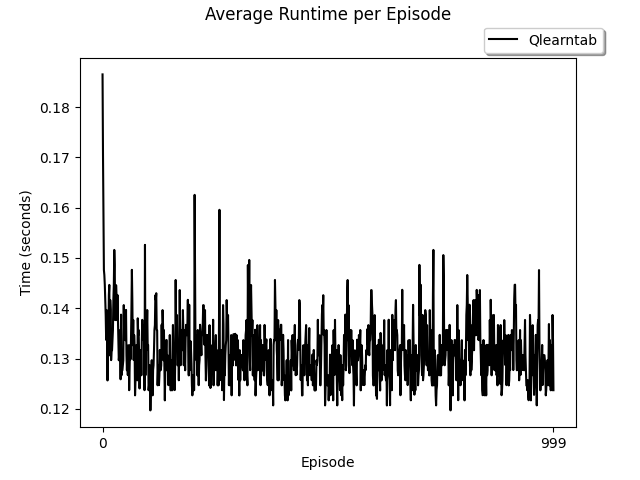 Average Runtime per Episode
Qlearntab
0.18
0.17
0.16
0.15
0.14
0.13
0.12
Time (seconds)
0
999
Episode